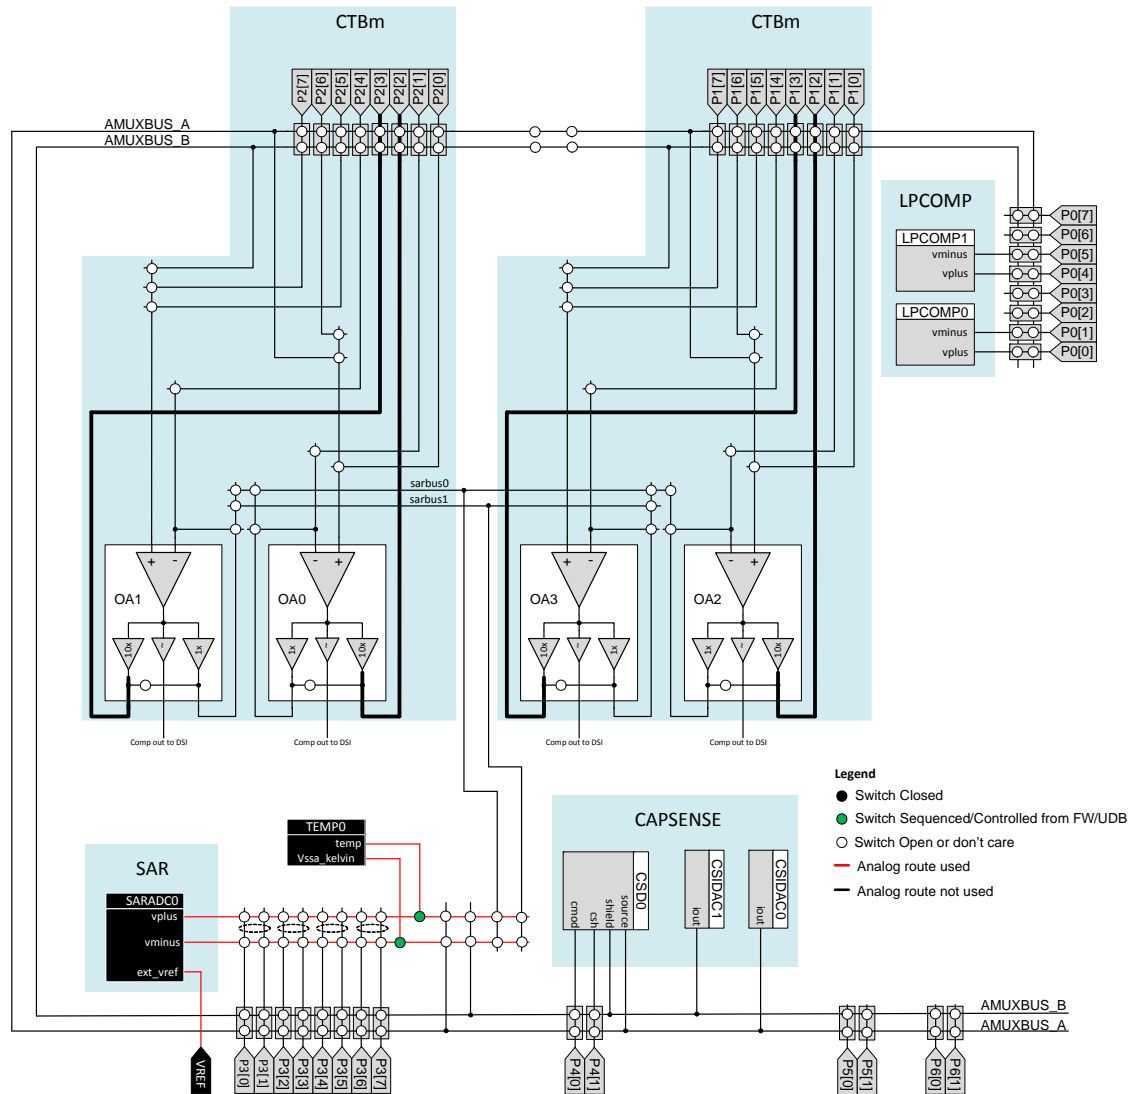 CTBm
CTBm
P2[7]
P2[6]
P2[5]
P2[4]
P2[3]
P2[2]
P2[1]
P2[0]
P1[7]
P1[6]
P1[5]
P1[4]
P1[3]
P1[2]
P1[1]
P1[0]
AMUXBUS_A
AMUXBUS_B
LPCOMP
LPCOMP1
vminus
vplus
LPCOMP0
vminus
vplus
P0[7]
P0[6]
P0[5]
P0[4]
P0[3]
P0[2]
P0[1]
P0[0]
sarbus0
sarbus1
+ -
OA1
10x
~
1x
- +
OA0
1x
~
10x
+ -
OA3
10x
~
1x
- +
OA2
1x
~
10x
Comp out to DSI
Comp out to DSI
Comp out to DSI
Comp out to DSI
Legend
Switch Closed
Switch Sequenced/Controlled from FW/UDB
Switch Open or don't care
Analog route used
Analog route not used
TEMP0
temp
Vssa_kelvin
SAR
SARADC0
vplus
vminus
ext_vref
VREF
CAPSENSE
CSD0
cmod
csh
shield
source
CSIDAC1
iout
CSIDAC0
iout
AMUXBUS_B
AMUXBUS_A
P3[0]
P3[1]
P3[2]
P3[3]
P3[4]
P3[5]
P3[6]
P3[7]
P4[0]
P4[1]
P5[0]
P5[1]
P6[0]
P6[1]